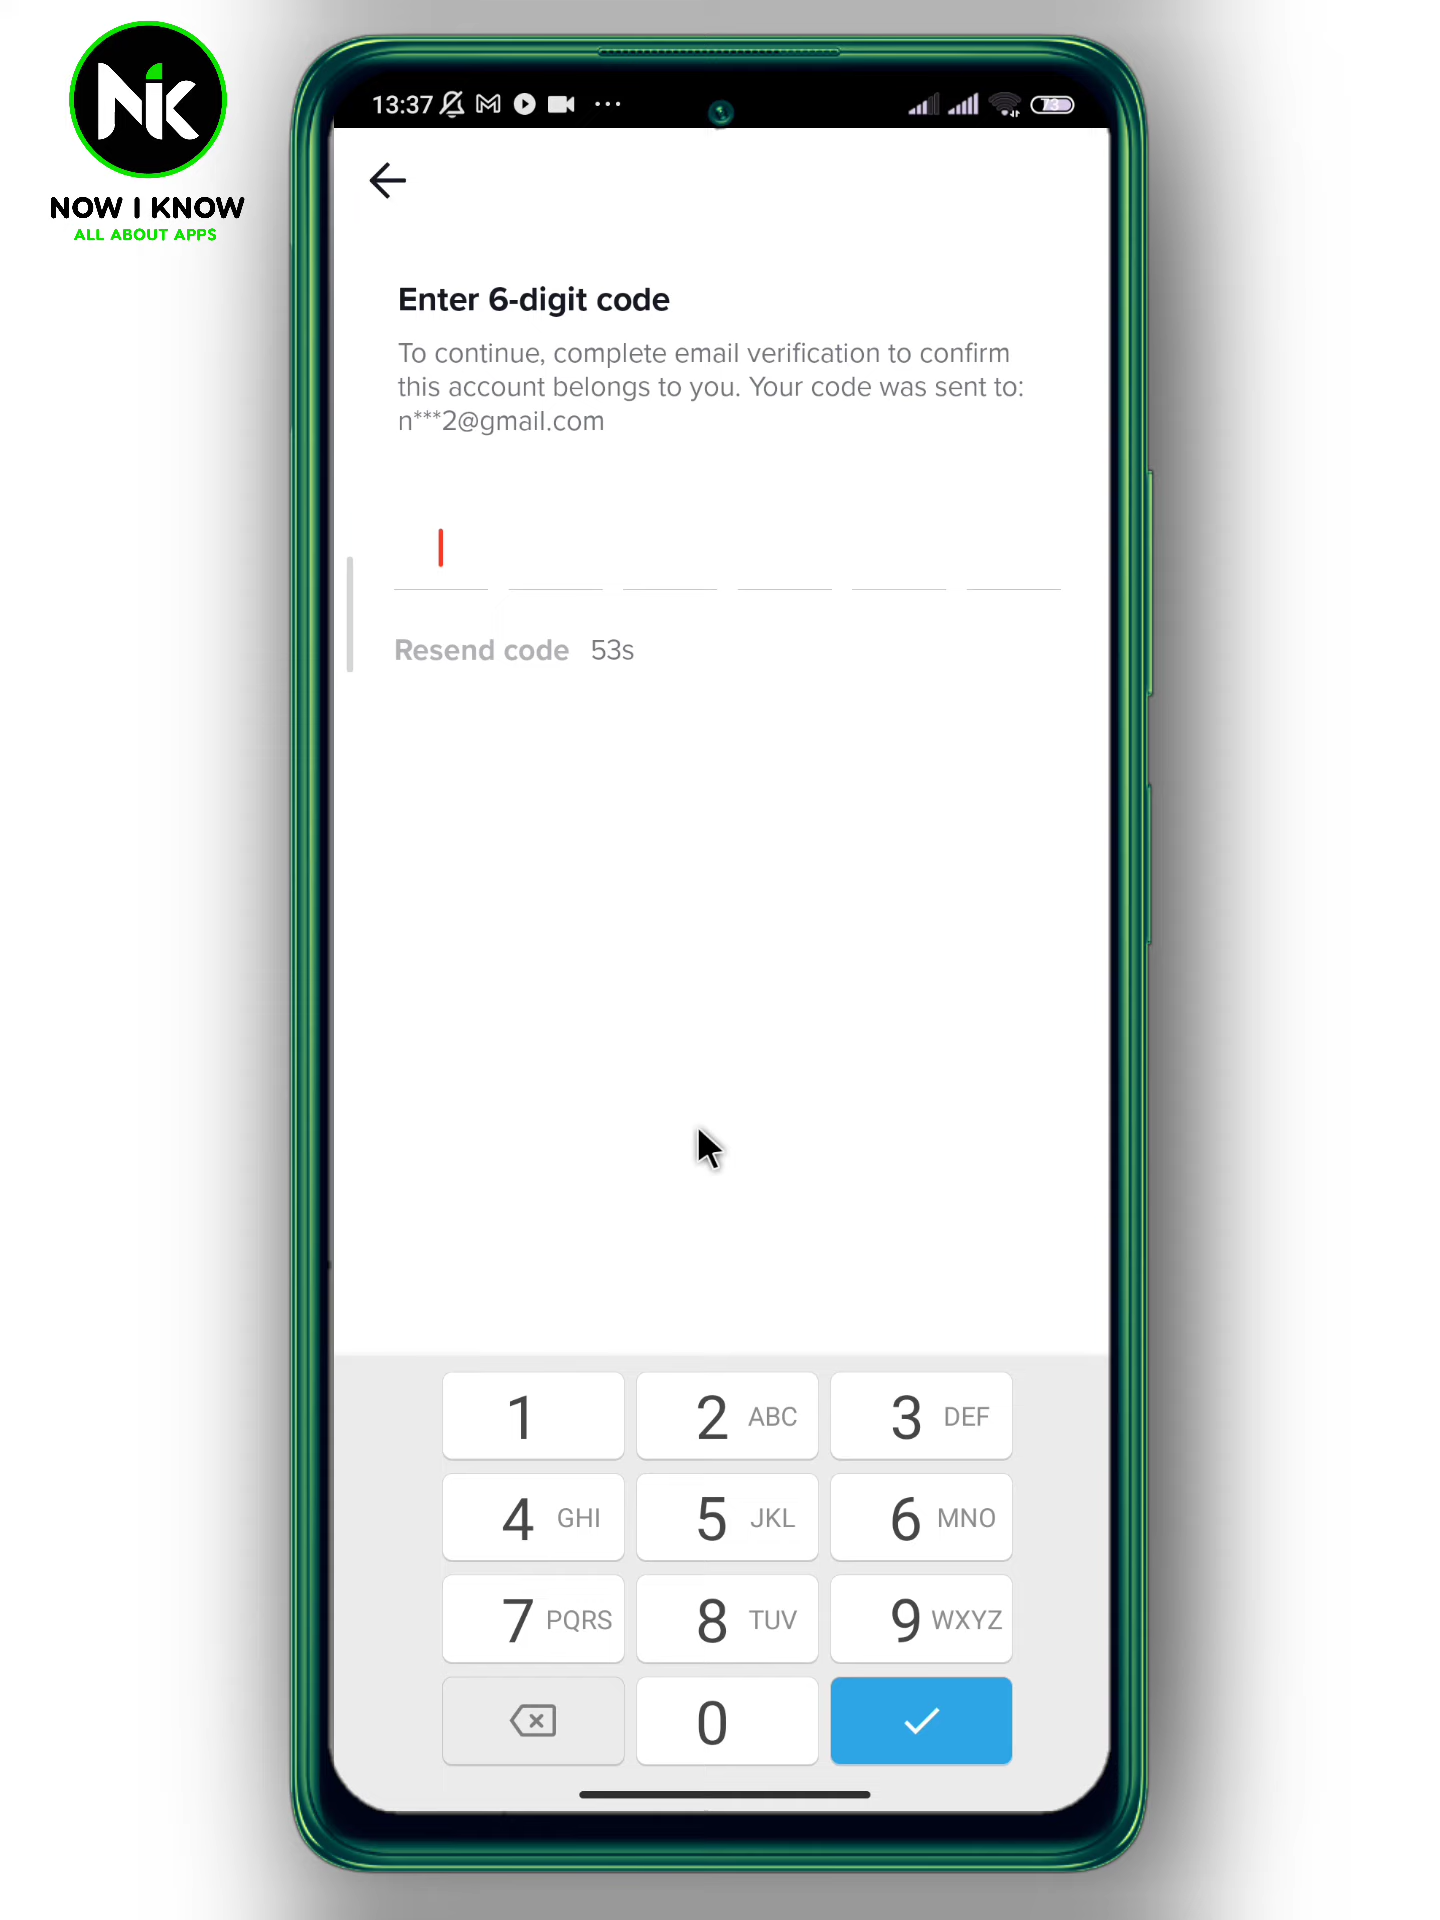 NiK
NOW I KNOW
ALL ABOUT APPS
13:37
73
Enter 6-digit code
To continue, complete email verification to confirm
this account belongs to you. Your code was sent to:
n***2@gmail.com
Resend code 53s
1
2 ABC
3 DEF
4 GHI
5 JKL
6 MNO
7 PQRS
8 TUV
9 WXYZ
0